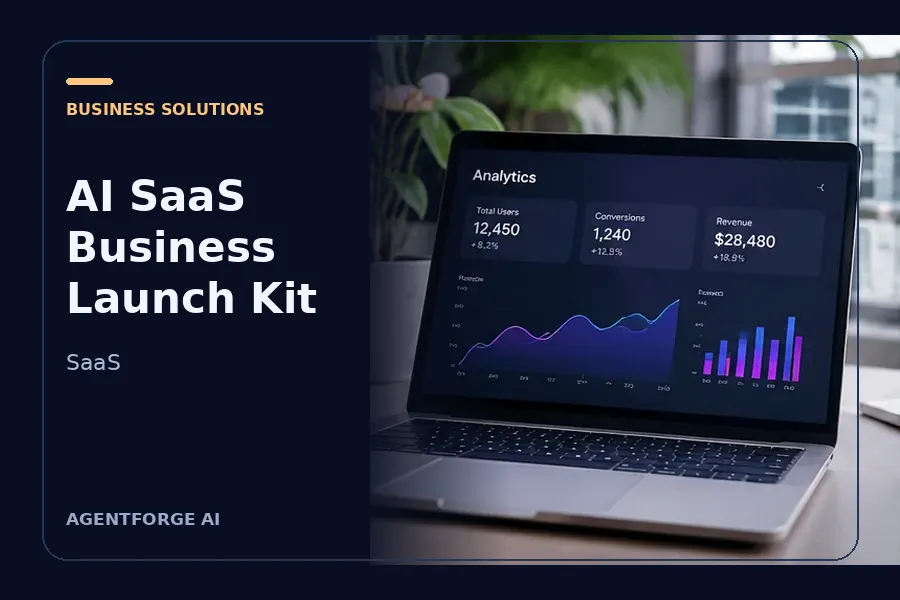 BUSINESS SOLUTIONS
AI SaaS
Business
Launch Kit
SaaS
AGENTFORGE AI
Analytics
Total Users
12,450
+8.2%
Conversions
1,240
+12.9%
Revenue
$28,480
+18.9%